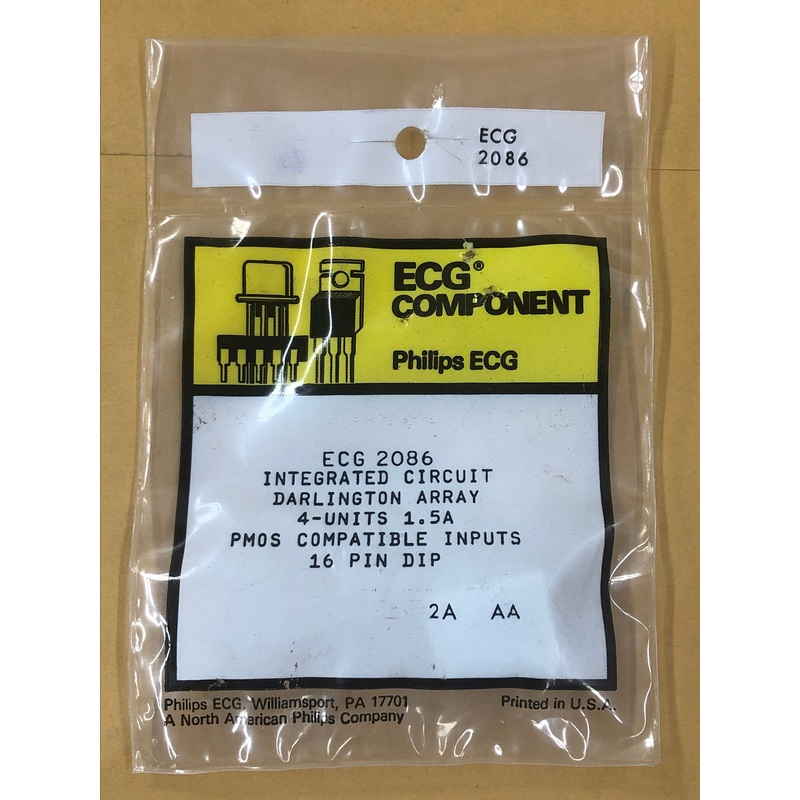 ECG
2086
ECG®
COMPONENT
Philips ECG
ECG 2086
INTEGRATED CIRCUIT
DARLINGTON ARRAY
4-UNITS 1.5A
PMOS COMPATIBLE INPUTS
16 PIN DIP
2A AA
Philips ECG, Williamsport, PA 17701 Printed in U.S.A.
A North American Philips Company